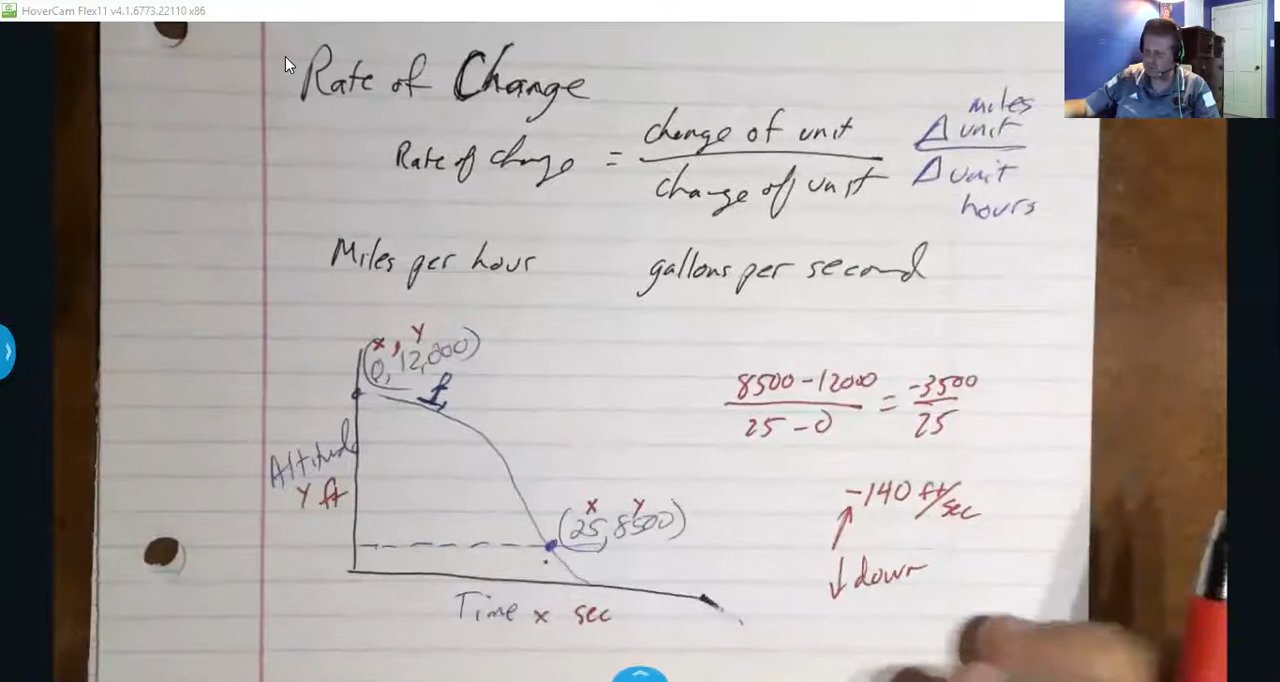 HoverCam Flex11 v4.1.6773.22110 x86
Rate of Change
Rate of change = change of unit / change of unit
miles
Δ unit / Δ unit
hours
Miles per hour
gallons per second
x, y
(0, 12,000)
f
Altitude
y ft
x y
(25, 8500)
Time x sec
8500 - 12000 / 25 - 0 = -3500 / 25
-140 ft/sec
↓ down